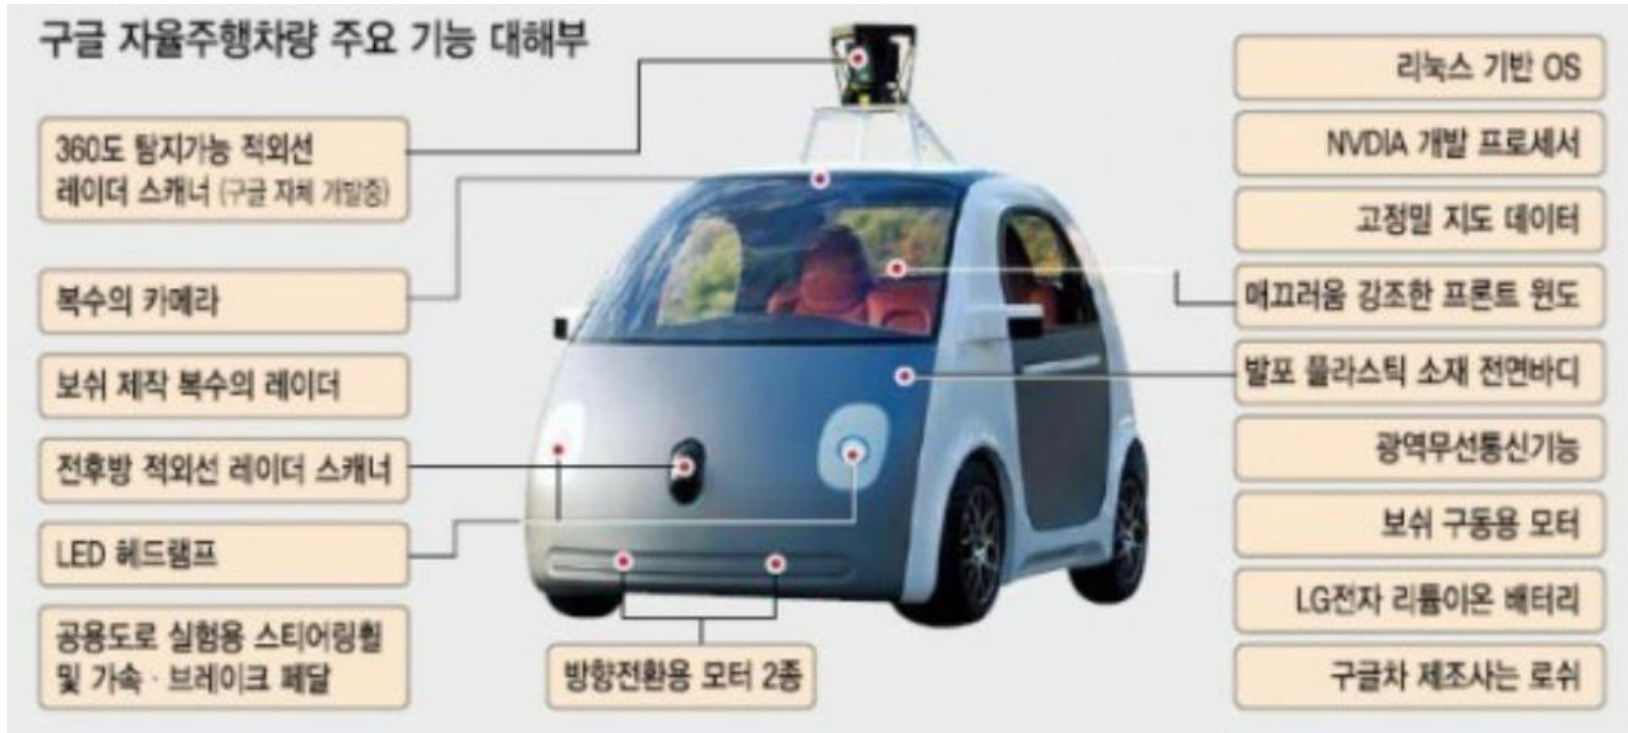 구글 자율주행차량 주요 기능 대해부
360도 탐지가능 적외선
레이더 스캐너 (구글 자체 개발중)
복수의 카메라
보쉬 제작 복수의 레이더
전후방 적외선 레이더 스캐너
LED 헤드램프
공용도로 실험용 스티어링휠
및 가속 · 브레이크 페달
방향전환용 모터 2종
리눅스 기반 OS
NVDIA 개발 프로세서
고정밀 지도 데이터
매끄러움 강조한 프론트 윈도
발포 플라스틱 소재 전면바디
광역무선통신기능
보쉬 구동용 모터
LG전자 리튬이온 배터리
구글차 제조사는 로쉬